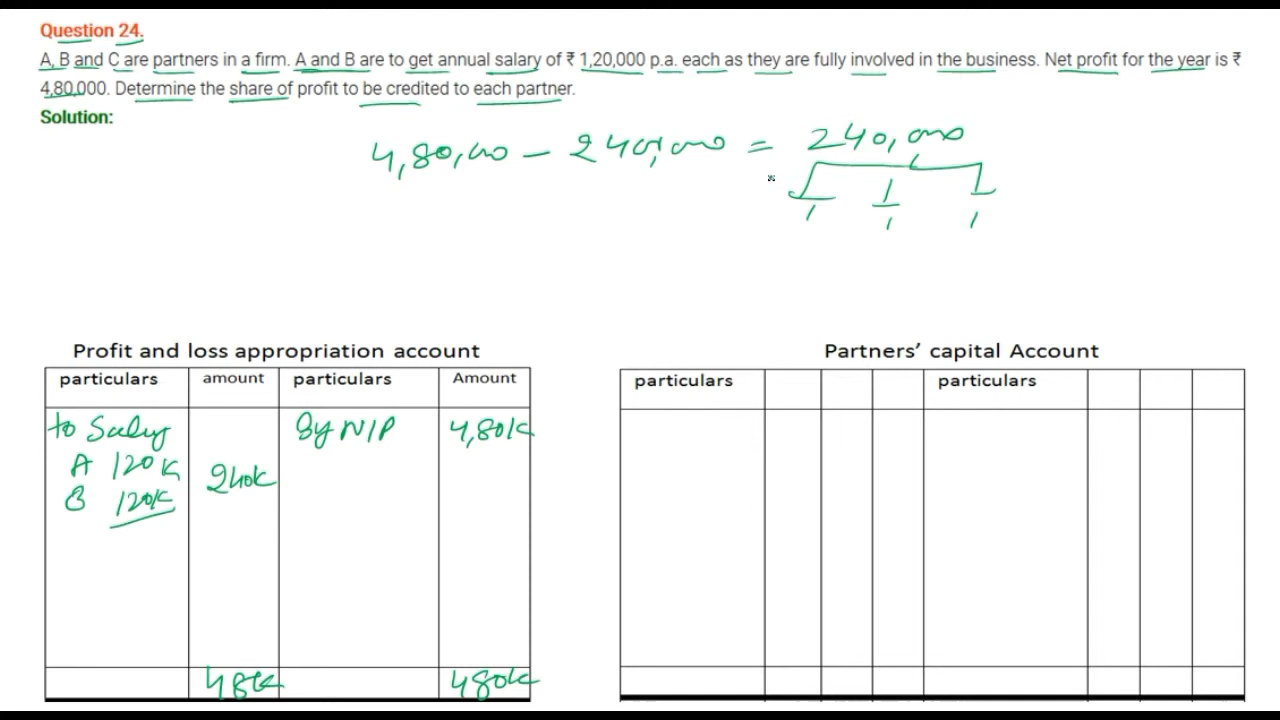 Question 24.
A, B and C are partners in a firm. A and B are to get annual salary of ₹ 1,20,000 p.a. each as they are fully involved in the business. Net profit for the year is ₹
4,80,000. Determine the share of profit to be credited to each partner.
Solution:
4,80,000 - 240,000 = 240,000
1 1 1
Profit and loss appropriation account
particulars amount particulars Amount
to Salary By N/P 4,80K
A 120K 240K
B 120K
480K 480K
Partners' capital Account
particulars particulars